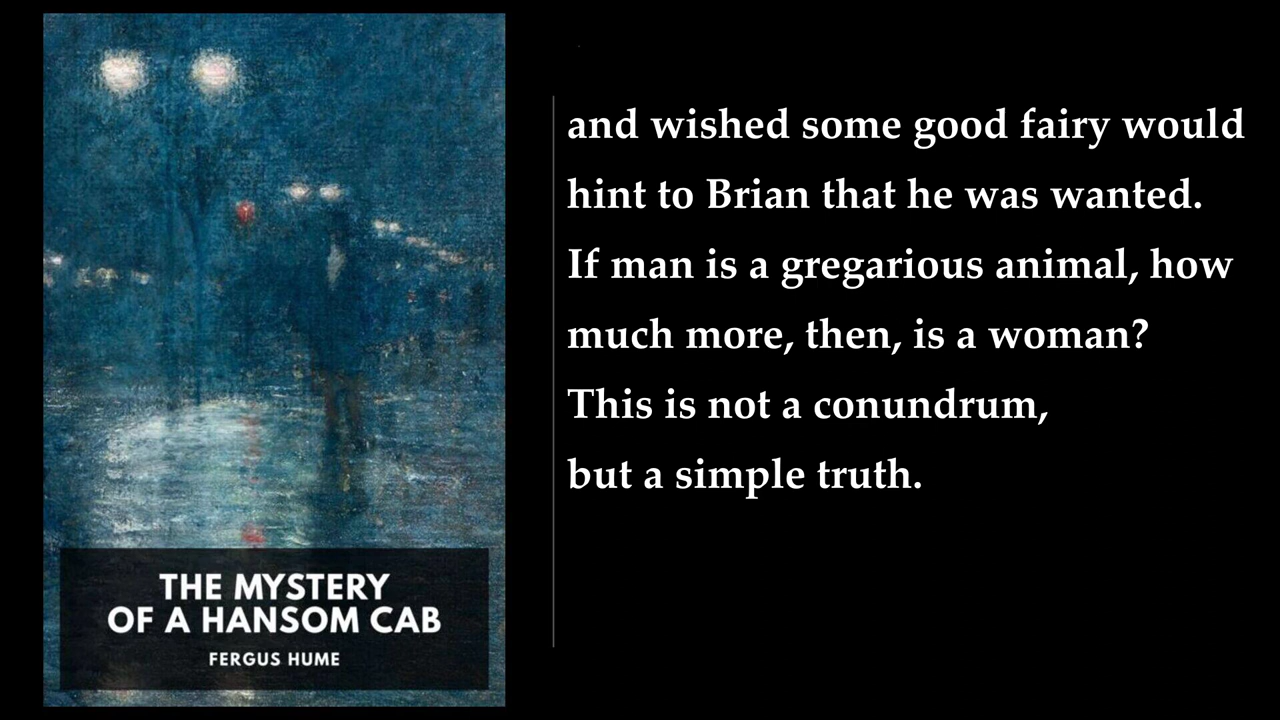 THE MYSTERY
OF A HANSOM CAB
FERGUS HUME
and wished some good fairy would
hint to Brian that he was wanted.
If man is a gregarious animal, how
much more, then, is a woman?
This is not a conundrum,
but a simple truth.